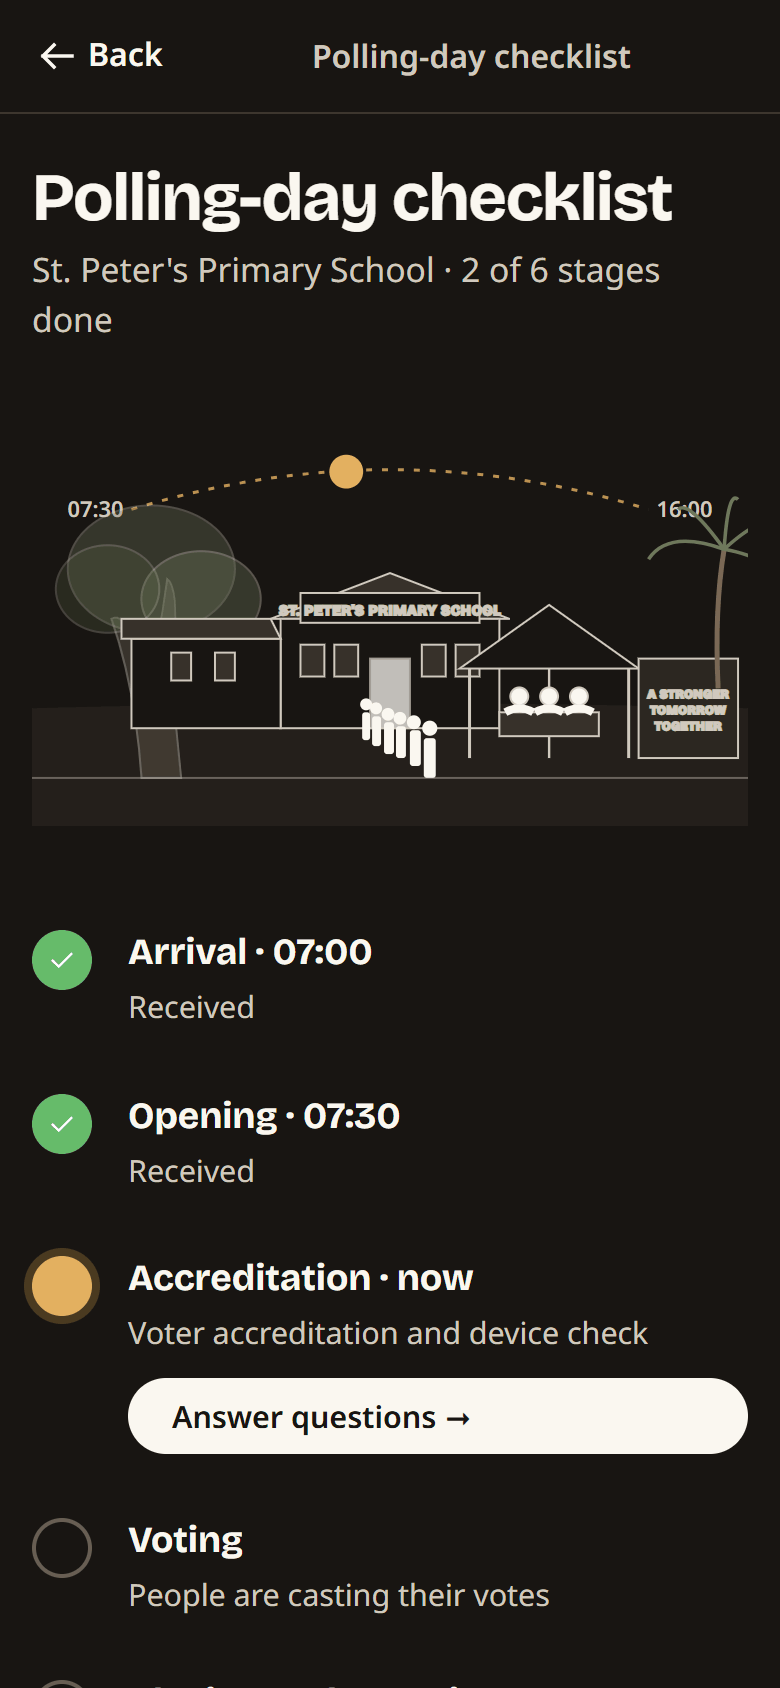 ← Back
Polling-day checklist
Polling-day checklist
St. Peter's Primary School · 2 of 6 stages
done
07:30
16:00
ST. PETER'S PRIMARY SCHOOL
A STRONGER
TOMORROW
TOGETHER
Arrival · 07:00
Received
Opening · 07:30
Received
Accreditation · now
Voter accreditation and device check
Answer questions →
Voting
People are casting their votes